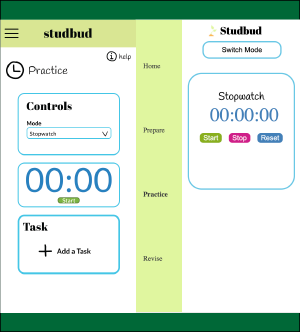 studbud
help
Practice
Controls
Mode
Stopwatch
00:00
Start
Task
Add a Task
Home
Prepare
Practice
Revise
Studbud
Switch Mode
Stopwatch
00:00:00
Start Stop Reset